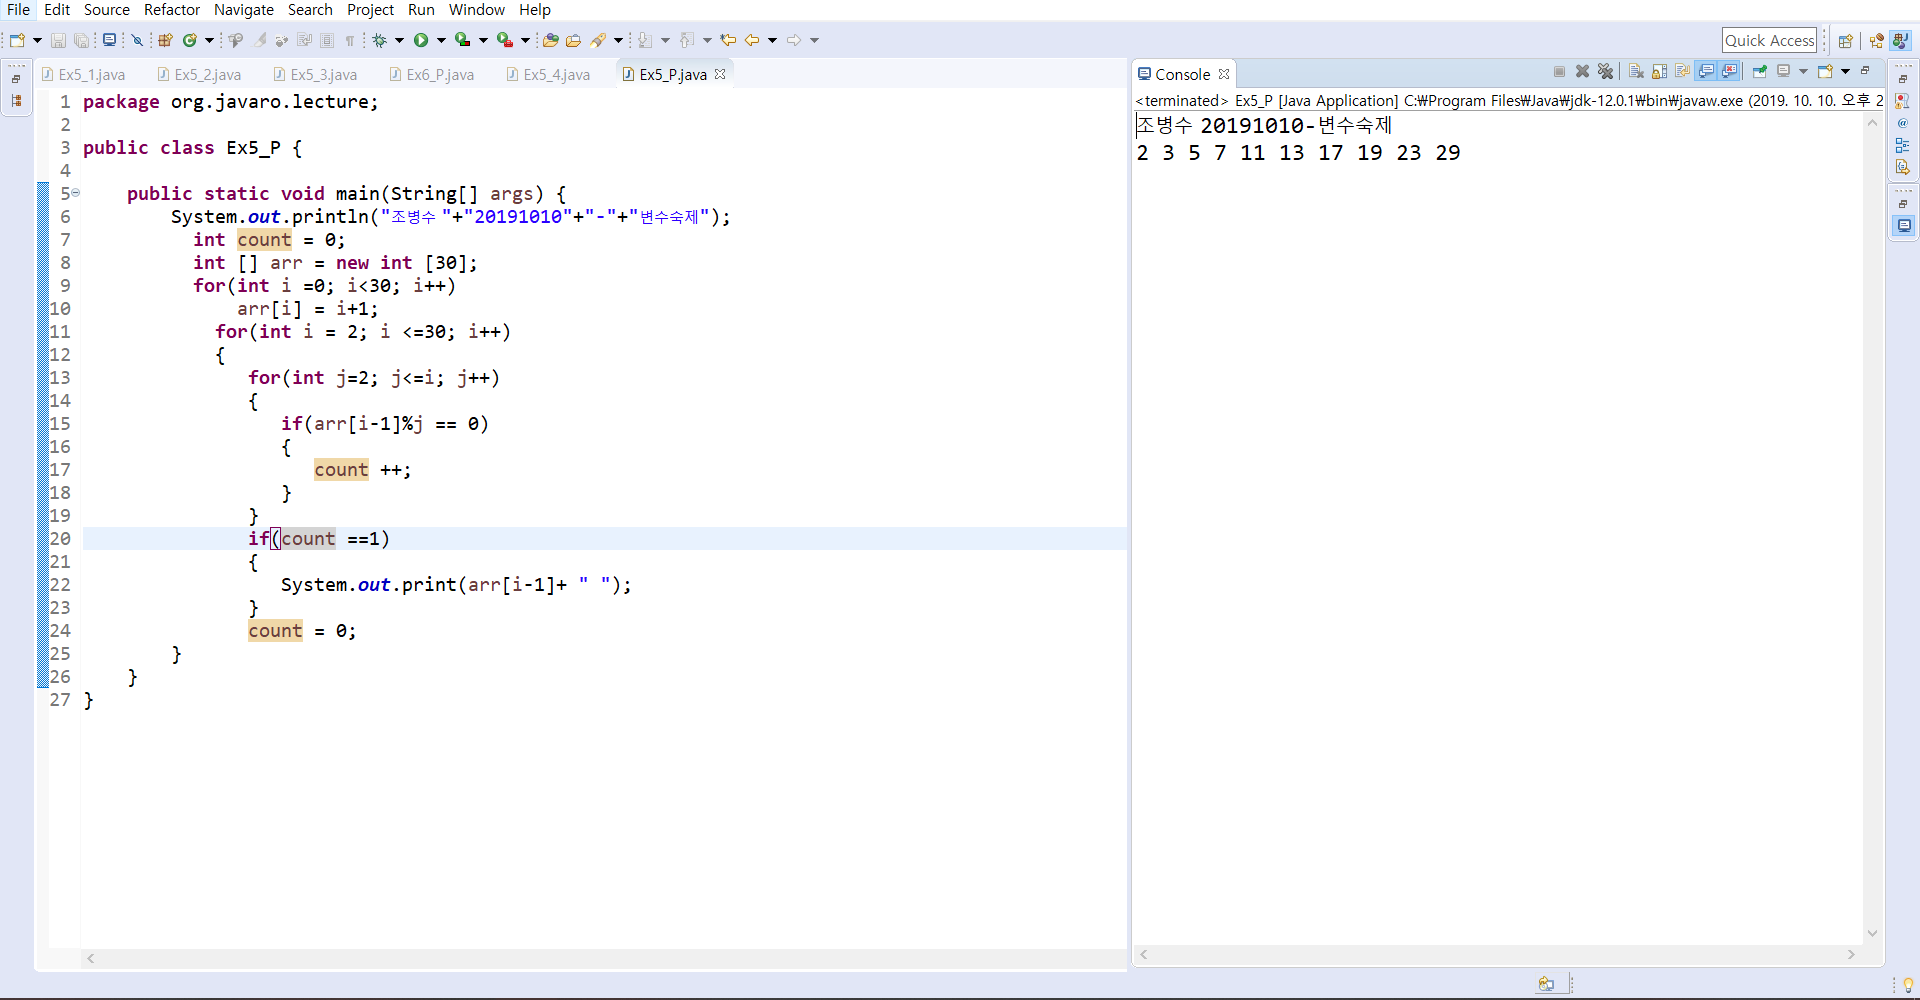 File Edit Source Refactor Navigate Search Project Run Window Help
Quick Access
Ex5_1.java Ex5_2.java Ex5_3.java Ex6_P.java Ex5_4.java Ex5_P.java
1 package org.javaro.lecture;
2
3 public class Ex5_P {
4
5 public static void main(String[] args) {
6 System.out.println("조병수 "+"20191010"+"-"+"변수숙제");
7 int count = 0;
8 int [] arr = new int [30];
9 for(int i =0; i<30; i++)
10 arr[i] = i+1;
11 for(int i = 2; i <=30; i++)
12 {
13 for(int j=2; j<=i; j++)
14 {
15 if(arr[i-1]%j == 0)
16 {
17 count ++;
18 }
19 }
20 if(count ==1)
21 {
22 System.out.print(arr[i-1]+ " ");
23 }
24 count = 0;
25 }
26 }
27 }
Console
<terminated> Ex5_P [Java Application] C:₩Program Files₩Java₩jdk-12.0.1₩bin₩javaw.exe (2019. 10. 10. 오후 2
조병수 20191010-변수숙제
2 3 5 7 11 13 17 19 23 29